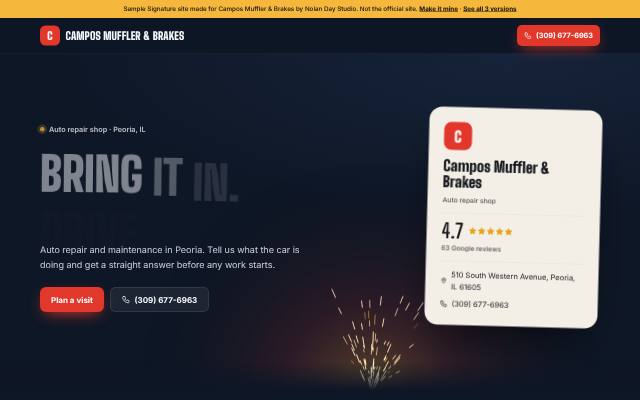 Sample Signature site made for Campos Muffler & Brakes by Nolan Day Studio. Not the official site. Make it mine · See all 3 versions
C CAMPOS MUFFLER & BRAKES
(309) 677-6963
Auto repair shop · Peoria, IL
BRING IT IN.
DRIVE
Auto repair and maintenance in Peoria. Tell us what the car is
doing and get a straight answer before any work starts.
Plan a visit
(309) 677-6963
C
Campos Muffler &
Brakes
Auto repair shop
4.7 ★★★★★
63 Google reviews
510 South Western Avenue, Peoria,
IL 61605
(309) 677-6963